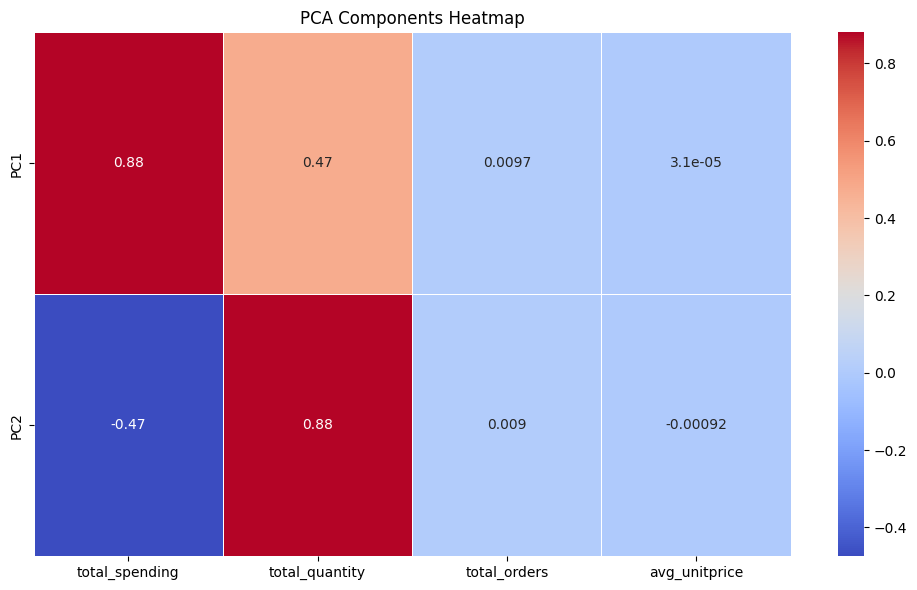 PCA Components Heatmap
PC1
0.88
0.47
0.0097
3.1e-05
PC2
-0.47
0.88
0.009
-0.00092
total_spending
total_quantity
total_orders
avg_unitprice
0.8
0.6
0.4
0.2
0.0
−0.2
−0.4